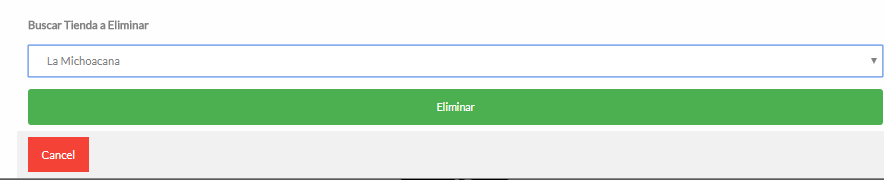 Buscar Tienda a Eliminar
La Michoacana
Eliminar
Cancel